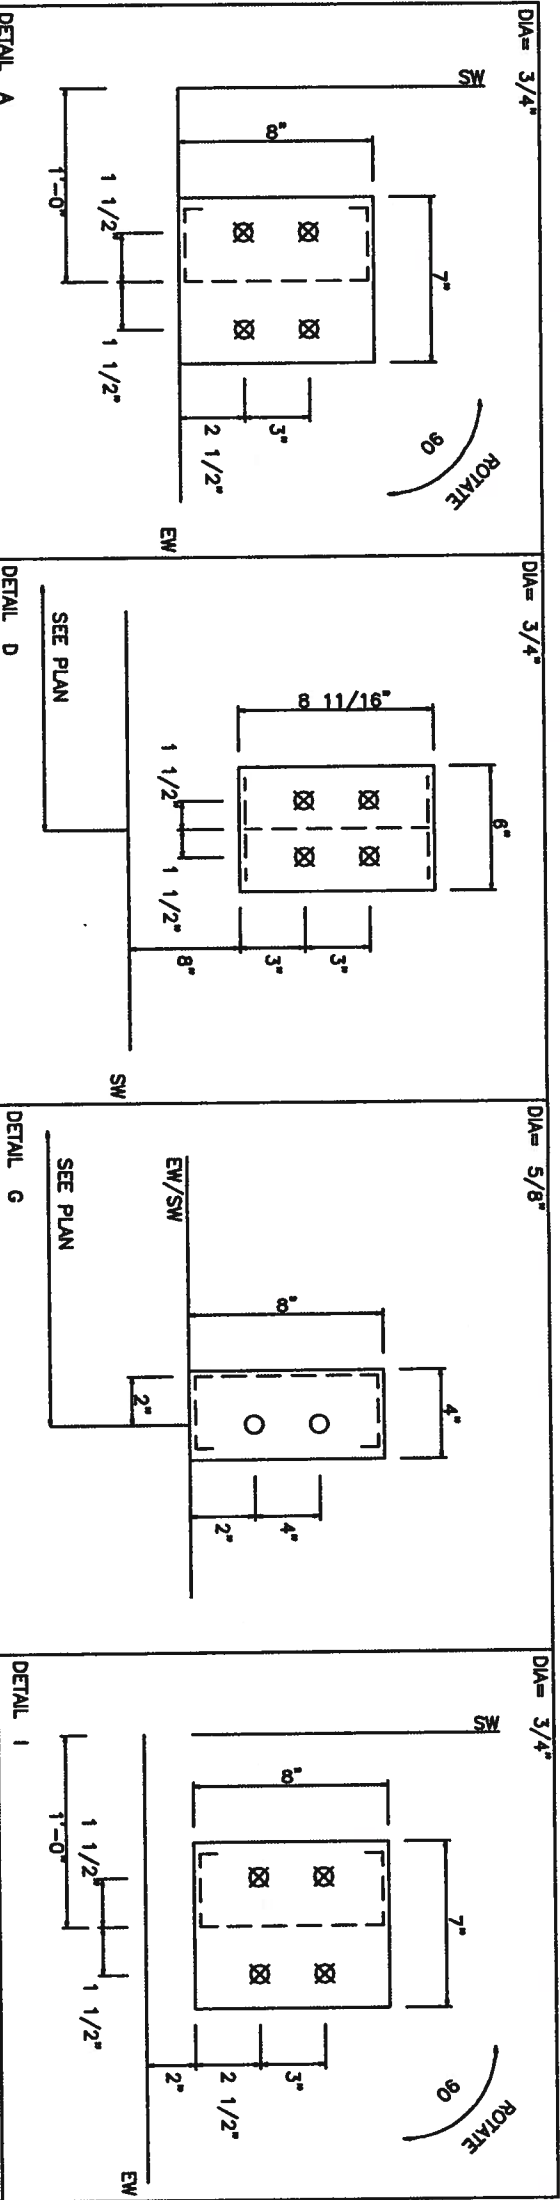 DIA= 3/4"
SW
8"
7"
ROTATE
90
1 1/2"
1 1/2"
1'-0"
3"
2 1/2"
EW
DETAIL A
DIA= 3/4"
8 11/16"
6"
1 1/2"
1 1/2"
3"
3"
8"
SEE PLAN
SW
DETAIL D
DIA= 5/8"
8"
4"
EW/SW
2"
4"
2"
SEE PLAN
DETAIL G
DIA= 3/4"
SW
8"
7"
ROTATE
90
1 1/2"
1 1/2"
1'-0"
3"
2 1/2"
2"
EW
DETAIL I